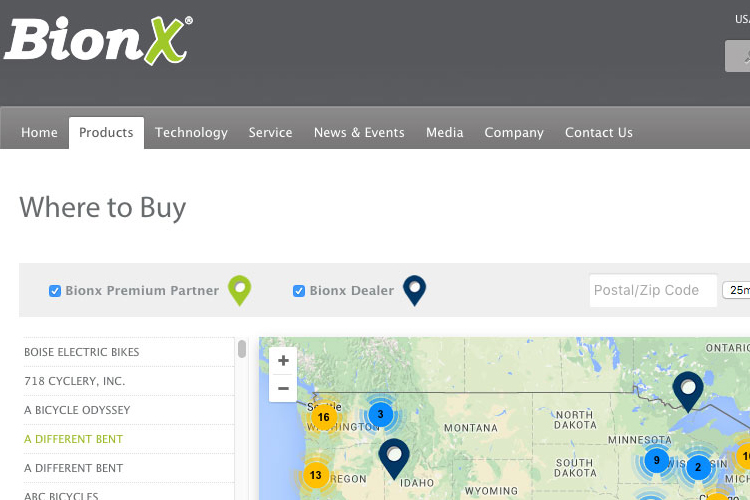 BionX®
USA
Home Products Technology Service News & Events Media Company Contact Us
Where to Buy
Bionx Premium Partner
Bionx Dealer
Postal/Zip Code
25m
BOISE ELECTRIC BIKES
718 CYCLERY, INC.
A BICYCLE ODYSSEY
A DIFFERENT BENT
A DIFFERENT BENT
ABC BICYCLES
+
−
ONTARIO
Seattle
16
3
WASHINGTON
MONTANA
NORTH
DAKOTA
MINNESOTA
9
2
WISCONSIN
10
13
OREGON
IDAHO
SOUTH
DAKOTA
WYOMING
Chicago